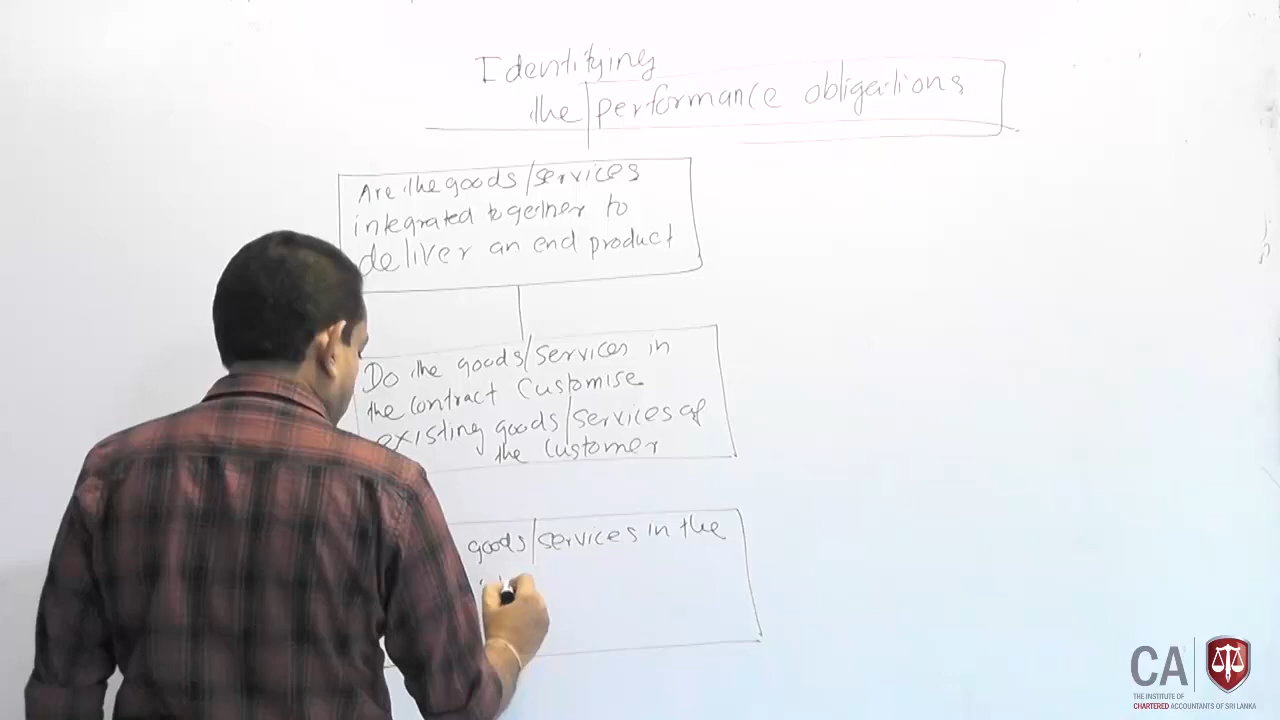 Identifying
the performance obligations
Are the goods/services
integrated together to
deliver an end product
Do the goods/services in
the contract Customise
existing goods/services of
the Customer
goods/services in the
CA
THE INSTITUTE OF
CHARTERED ACCOUNTANTS OF SRI LANKA